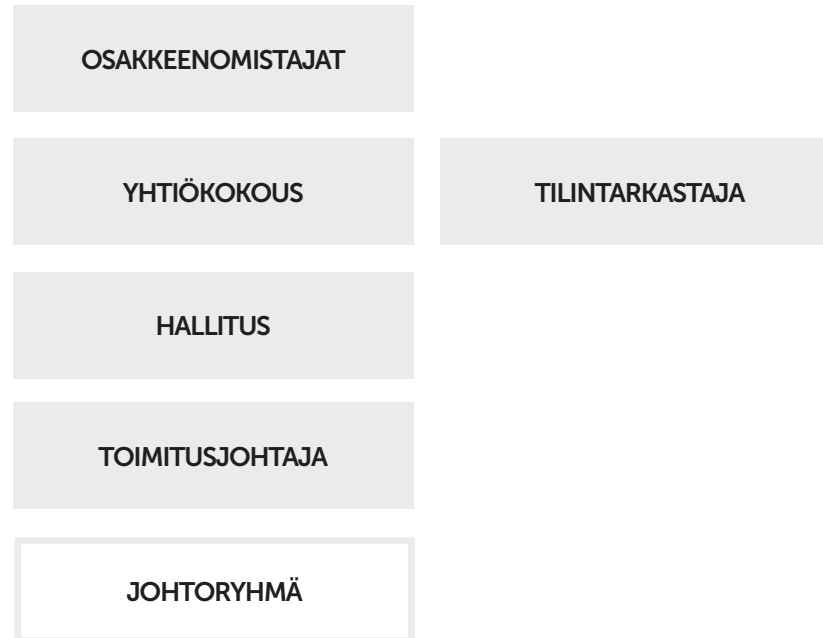 OSAKKEENOMISTAJAT
YHTIÖKOKOUS
TILINTARKASTAJA
HALLITUS
TOIMITUSJOHTAJA
JOHTORYHMÄ